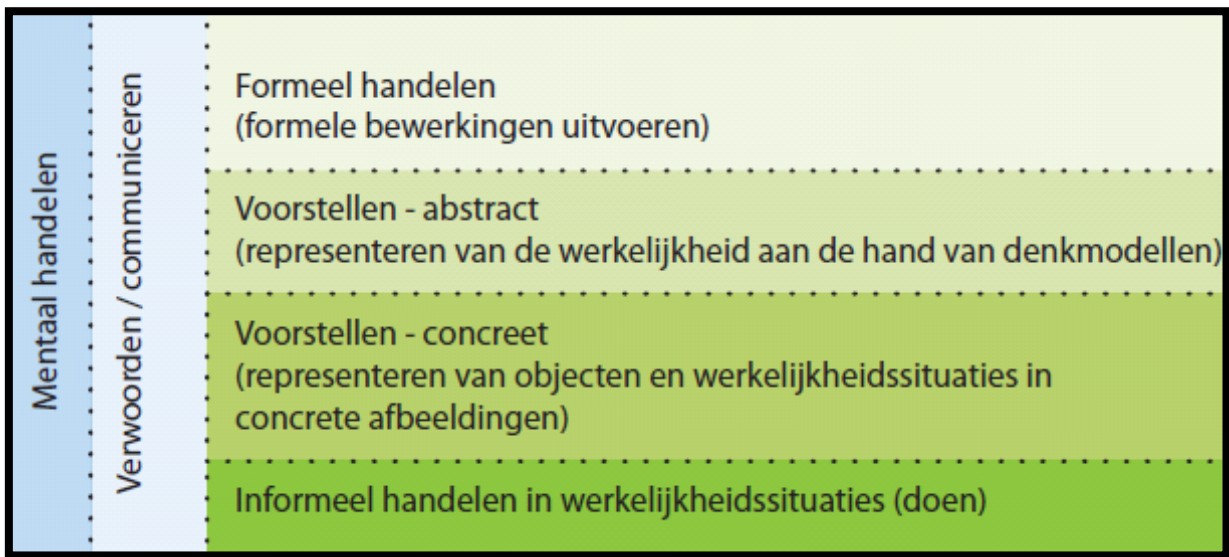 Mentaal handelen
Verwoorden / communiceren
Formeel handelen
(formele bewerkingen uitvoeren)
Voorstellen - abstract
(representeren van de werkelijkheid aan de hand van denkmodellen)
Voorstellen - concreet
(representeren van objecten en werkelijkheidssituaties in
concrete afbeeldingen)
Informeel handelen in werkelijkheidssituaties (doen)